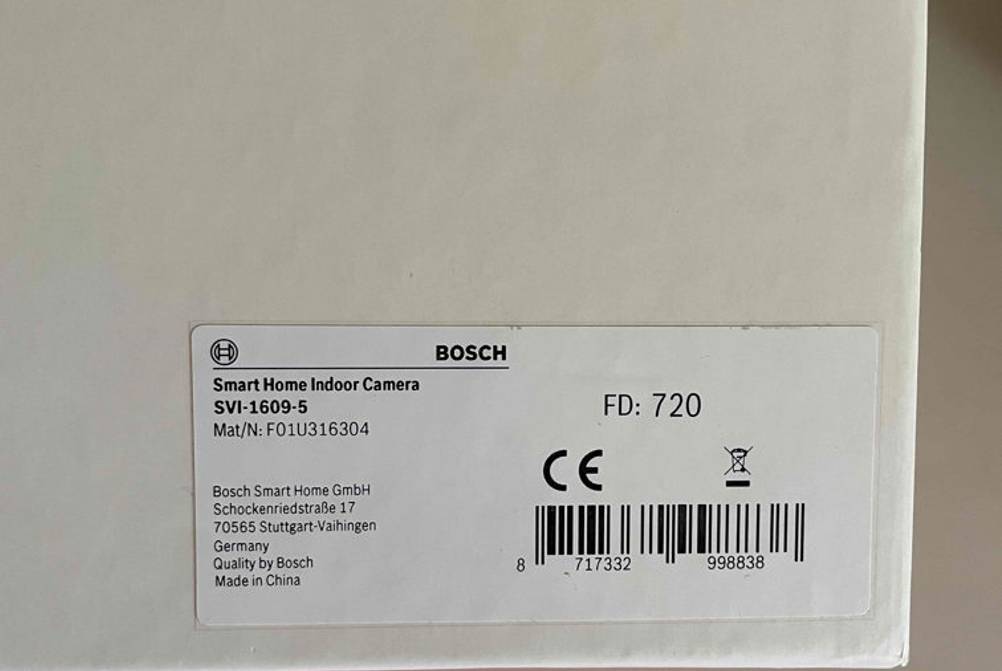 BOSCH
Smart Home Indoor Camera
SVI-1609-5
Mat/N: F01U316304
FD: 720
CE
Bosch Smart Home GmbH
Schockenriedstraße 17
70565 Stuttgart-Vaihingen
Germany
Quality by Bosch
Made in China
8 717332 998838